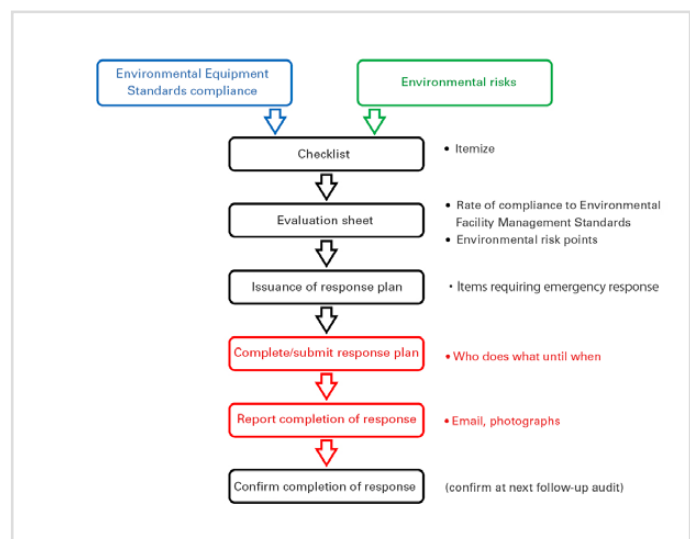 Environmental Equipment
Standards compliance
Environmental risks
Checklist
• Itemize
Evaluation sheet
• Rate of compliance to Environmental
Facility Management Standards
• Environmental risk points
Issuance of response plan
• Items requiring emergency response
Complete/submit response plan
• Who does what until when
Report completion of response
• Email, photographs
Confirm completion of response
(confirm at next follow-up audit)